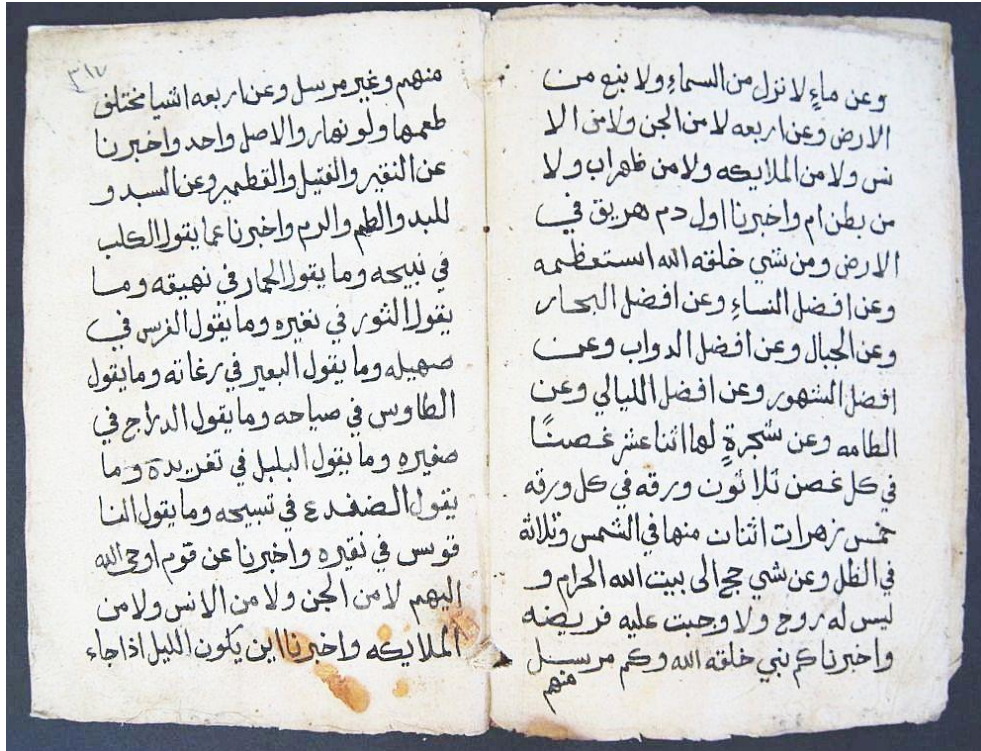 وعن ماءٍ لا نزل من السماءِ ولا ينبع من
الارض وعن اربعه لا من الجن ولا من الا
نس ولا من الملايكه ولا من ظهر اب ولا
من بطن ام واخبرنا اول دم هريق في
الارض ومن شي خلقه الله استعظمه
وعن افضل النساءِ وعن افضل البحار
وعن الجبال وعن افضل الدواب وعن
افضل الشهور وعن افضل الليالي وعن
الطامه وعن شجرةٍ لها اثنا عشر غصنًا
في كل غصن ثلاثون ورقه في كل ورقه
خمس زهرات اثنان منها في الشمس وثلاثة
في الظل وعن شي حج الى بيت الله الحرام و
ليس له روح ولا وجبت عليه فريضه
واخبرنا كم نبي خلقه الله وكم مرسل
منهم
٣١٧
منهم وغير مرسل وعن اربعه اشيا مختلف
طعمها ولونها والاصل واحد واخبرنا
عن النقير والفتيل والقطمير وعن السبد و
للبد والطم والرم واخبرنا عما يقول الكلب
في نبيحه وما يقول الحمار في نهيقه وما
يقول الثور في نغيره وما يقول الفرس في
صهيله وما يقول البعير في رغاته وما يقول
الطاوس في صياحه وما يقول الدراج في
صفيره وما يقول البلبل في تغريده وما
يقول الضفدع في تسبيحه وما يقول النا
قوس في نقيره واخبرنا عن قوم اوحى الله
اليهم لا من الجن ولا من الانس ولا من
الملايكه واخبرنا اين يكون الليل اذا جاء